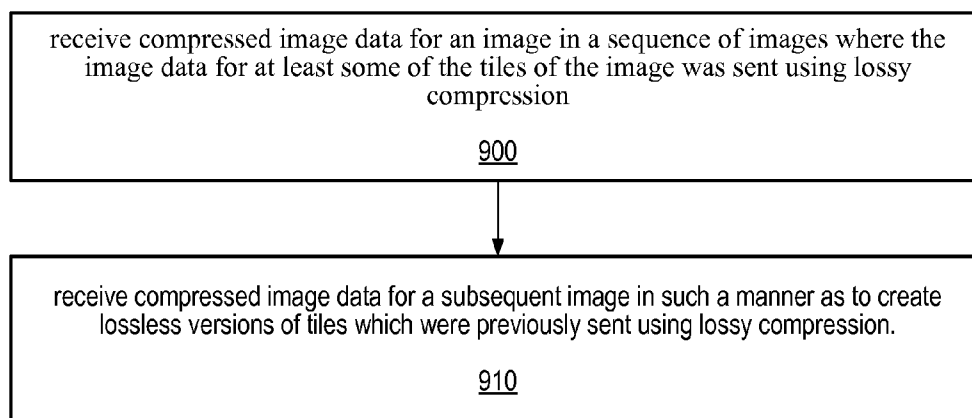 receive compressed image data for an image in a sequence of images where the
image data for at least some of the tiles of the image was sent using lossy
compression
900
receive compressed image data for a subsequent image in such a manner as to create
lossless versions of tiles which were previously sent using lossy compression.
910